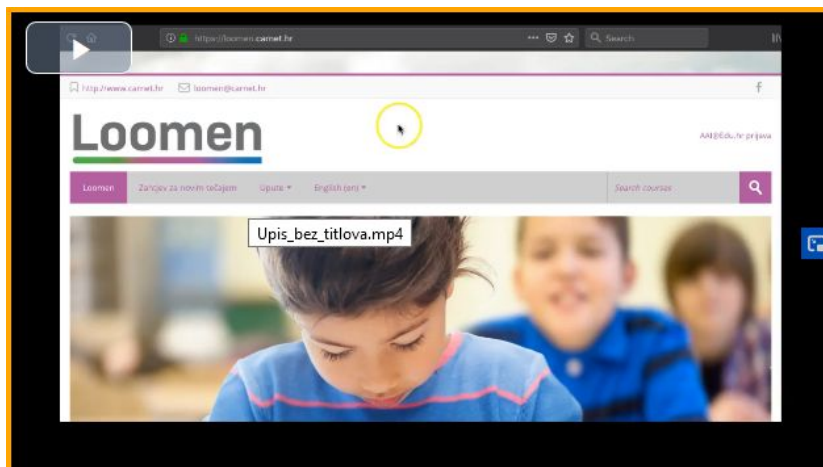 https://loomen.carnet.hr
Search
http://www.carnet.hr loomen@carnet.hr
Loomen
AAI@Edu.hr prijava
Loomen Zahtjev za novim tečajem Upute English (en) Search courses
Upis_bez_titlova.mp4